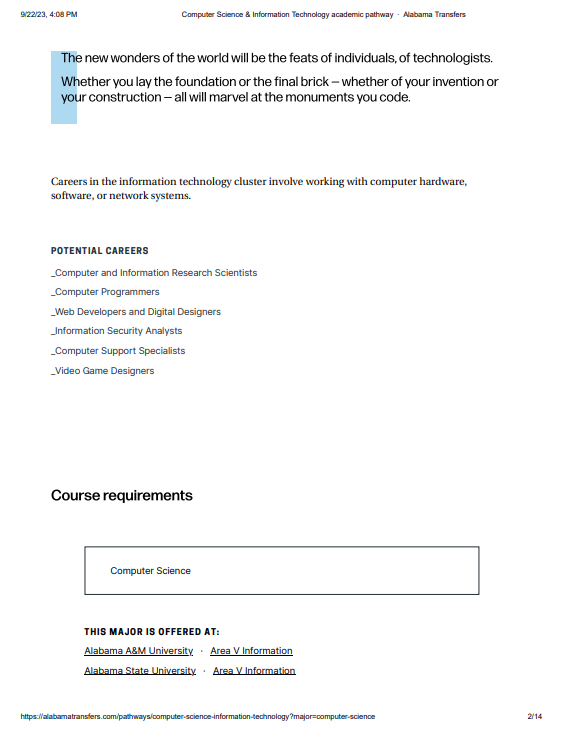 9/22/23, 4:08 PM Computer Science & Information Technology academic pathway · Alabama Transfers
The new wonders of the world will be the feats of individuals, of technologists.
Whether you lay the foundation or the final brick — whether of your invention or
your construction — all will marvel at the monuments you code.
Careers in the information technology cluster involve working with computer hardware,
software, or network systems.
POTENTIAL CAREERS
_Computer and Information Research Scientists
_Computer Programmers
_Web Developers and Digital Designers
_Information Security Analysts
_Computer Support Specialists
_Video Game Designers
Course requirements
Computer Science
THIS MAJOR IS OFFERED AT:
Alabama A&M University · Area V Information
Alabama State University · Area V Information
https://alabamatransfers.com/pathways/computer-science-information-technology?major=computer-science 2/14